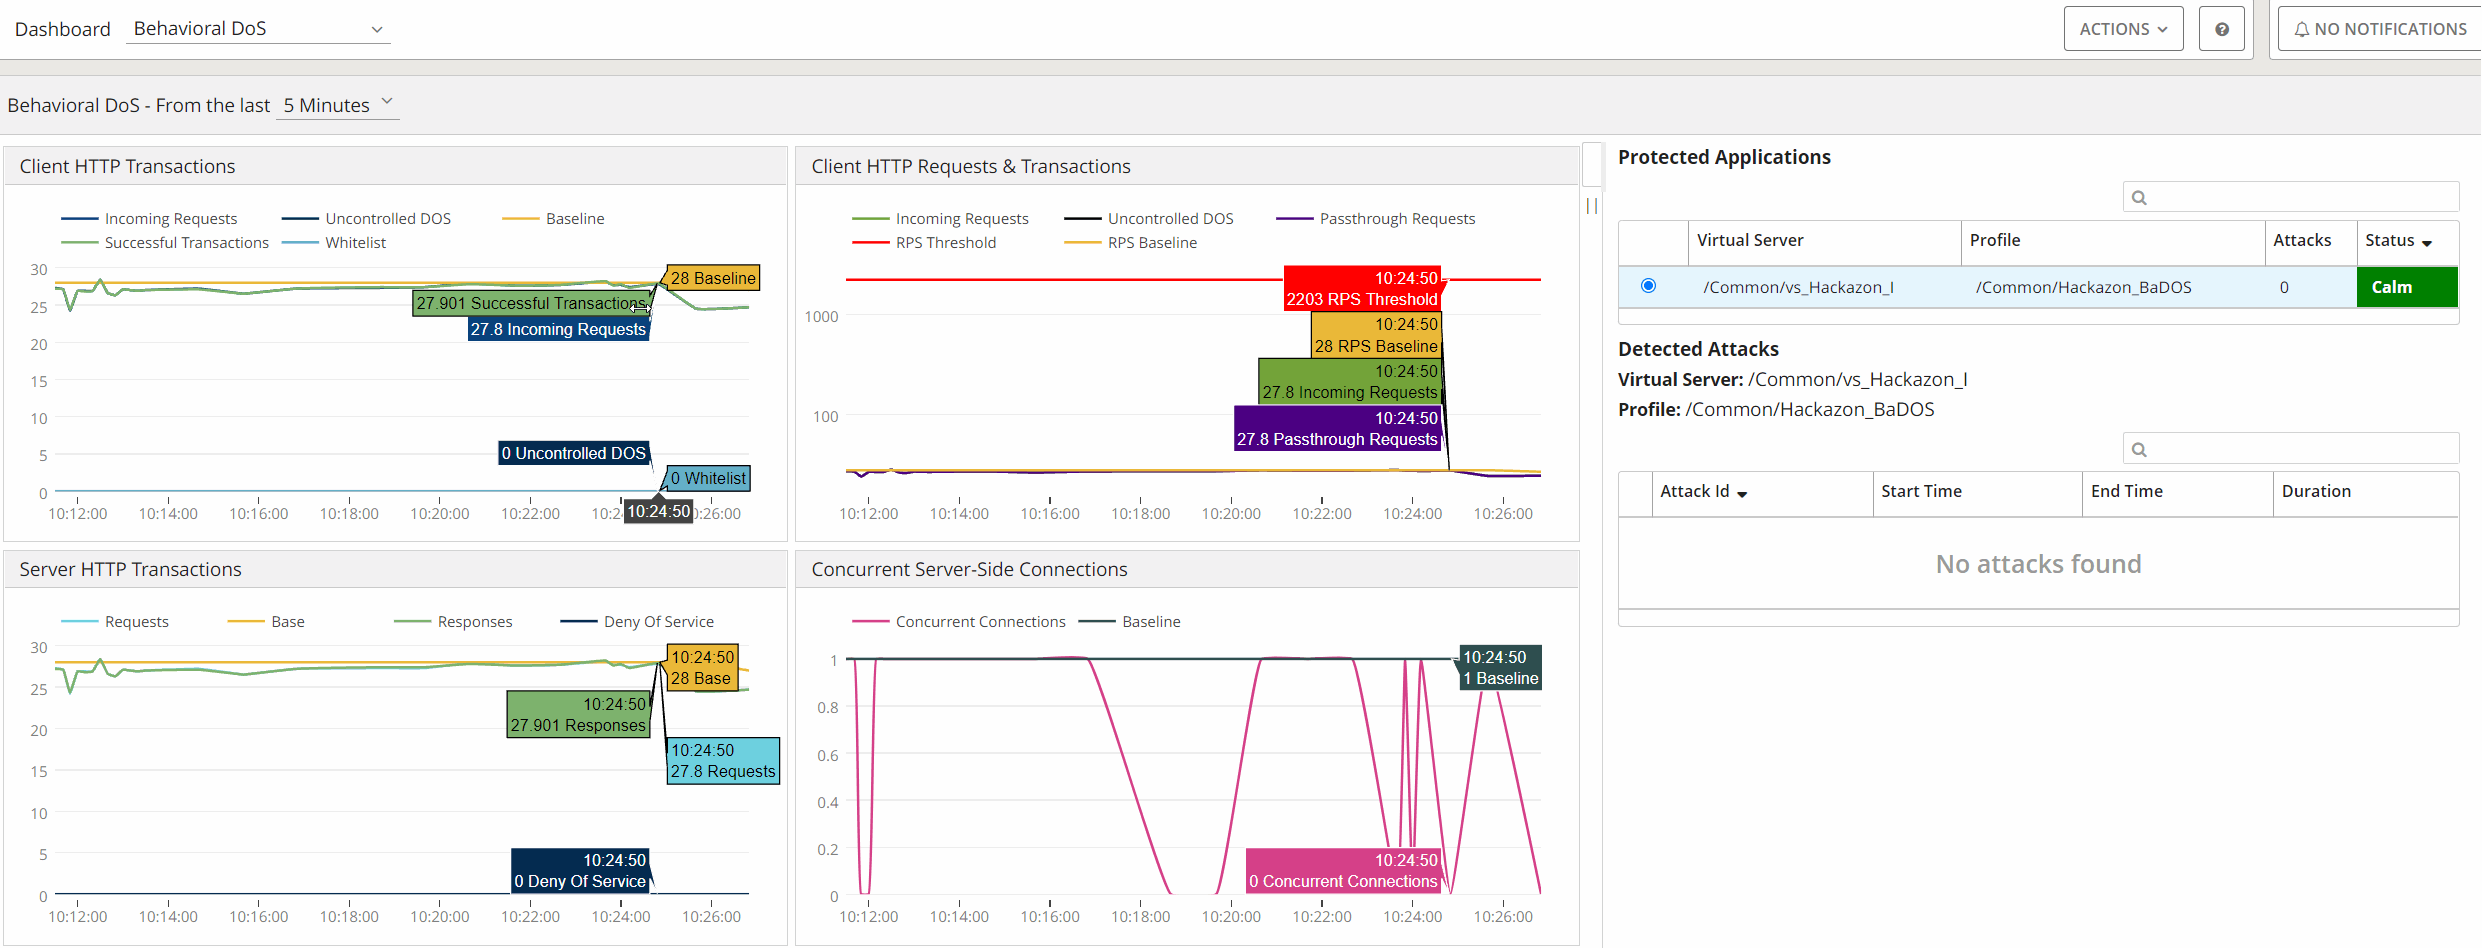 Dashboard Behavioral DoS ACTIONS ? NO NOTIFICATIONS
Behavioral DoS - From the last 5 Minutes
Client HTTP Transactions
Incoming Requests Uncontrolled DOS Baseline
Successful Transactions Whitelist
30
25
20
15
10
5
0
28 Baseline
27.901 Successful Transactions
27.8 Incoming Requests
0 Uncontrolled DOS
0 Whitelist
10:24:50
10:12:00 10:14:00 10:16:00 10:18:00 10:20:00 10:22:00 10:2 0:26:00
Client HTTP Requests & Transactions
Incoming Requests Uncontrolled DOS Passthrough Requests
RPS Threshold RPS Baseline
1000
100
10:24:50
2203 RPS Threshold
10:24:50
28 RPS Baseline
10:24:50
27.8 Incoming Requests
10:24:50
27.8 Passthrough Requests
10:12:00 10:14:00 10:16:00 10:18:00 10:20:00 10:22:00 10:24:00 10:26:00
Server HTTP Transactions
Requests Base Responses Deny Of Service
30
25
20
15
10
5
0
10:24:50
28 Base
10:24:50
27.901 Responses
10:24:50
27.8 Requests
10:24:50
0 Deny Of Service
10:12:00 10:14:00 10:16:00 10:18:00 10:20:00 10:22:00 10:24:00 10:26:00
Concurrent Server-Side Connections
Concurrent Connections Baseline
1
0.8
0.6
0.4
0.2
0
10:24:50
1 Baseline
10:24:50
0 Concurrent Connections
10:12:00 10:14:00 10:16:00 10:18:00 10:20:00 10:22:00 10:24:00 10:26:00
Protected Applications
Virtual Server Profile Attacks Status
/Common/vs_Hackazon_I /Common/Hackazon_BaDOS 0 Calm
Detected Attacks
Virtual Server: /Common/vs_Hackazon_I
Profile: /Common/Hackazon_BaDOS
Attack Id Start Time End Time Duration
No attacks found